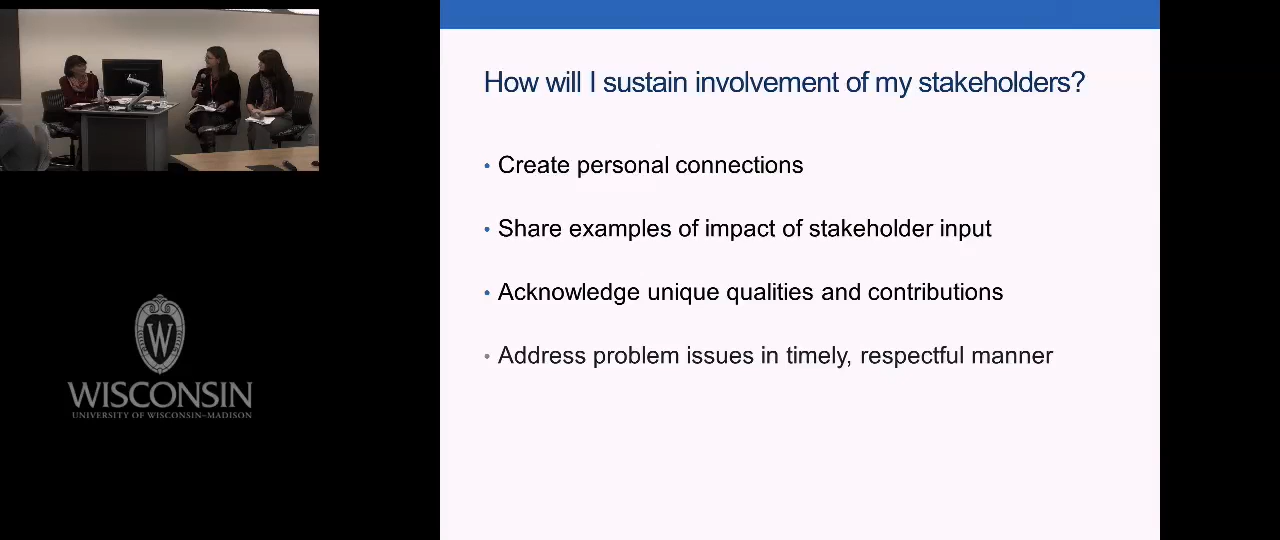 How will I sustain involvement of my stakeholders?
• Create personal connections
• Share examples of impact of stakeholder input
• Acknowledge unique qualities and contributions
• Address problem issues in timely, respectful manner
W
WISCONSIN
UNIVERSITY OF WISCONSIN–MADISON